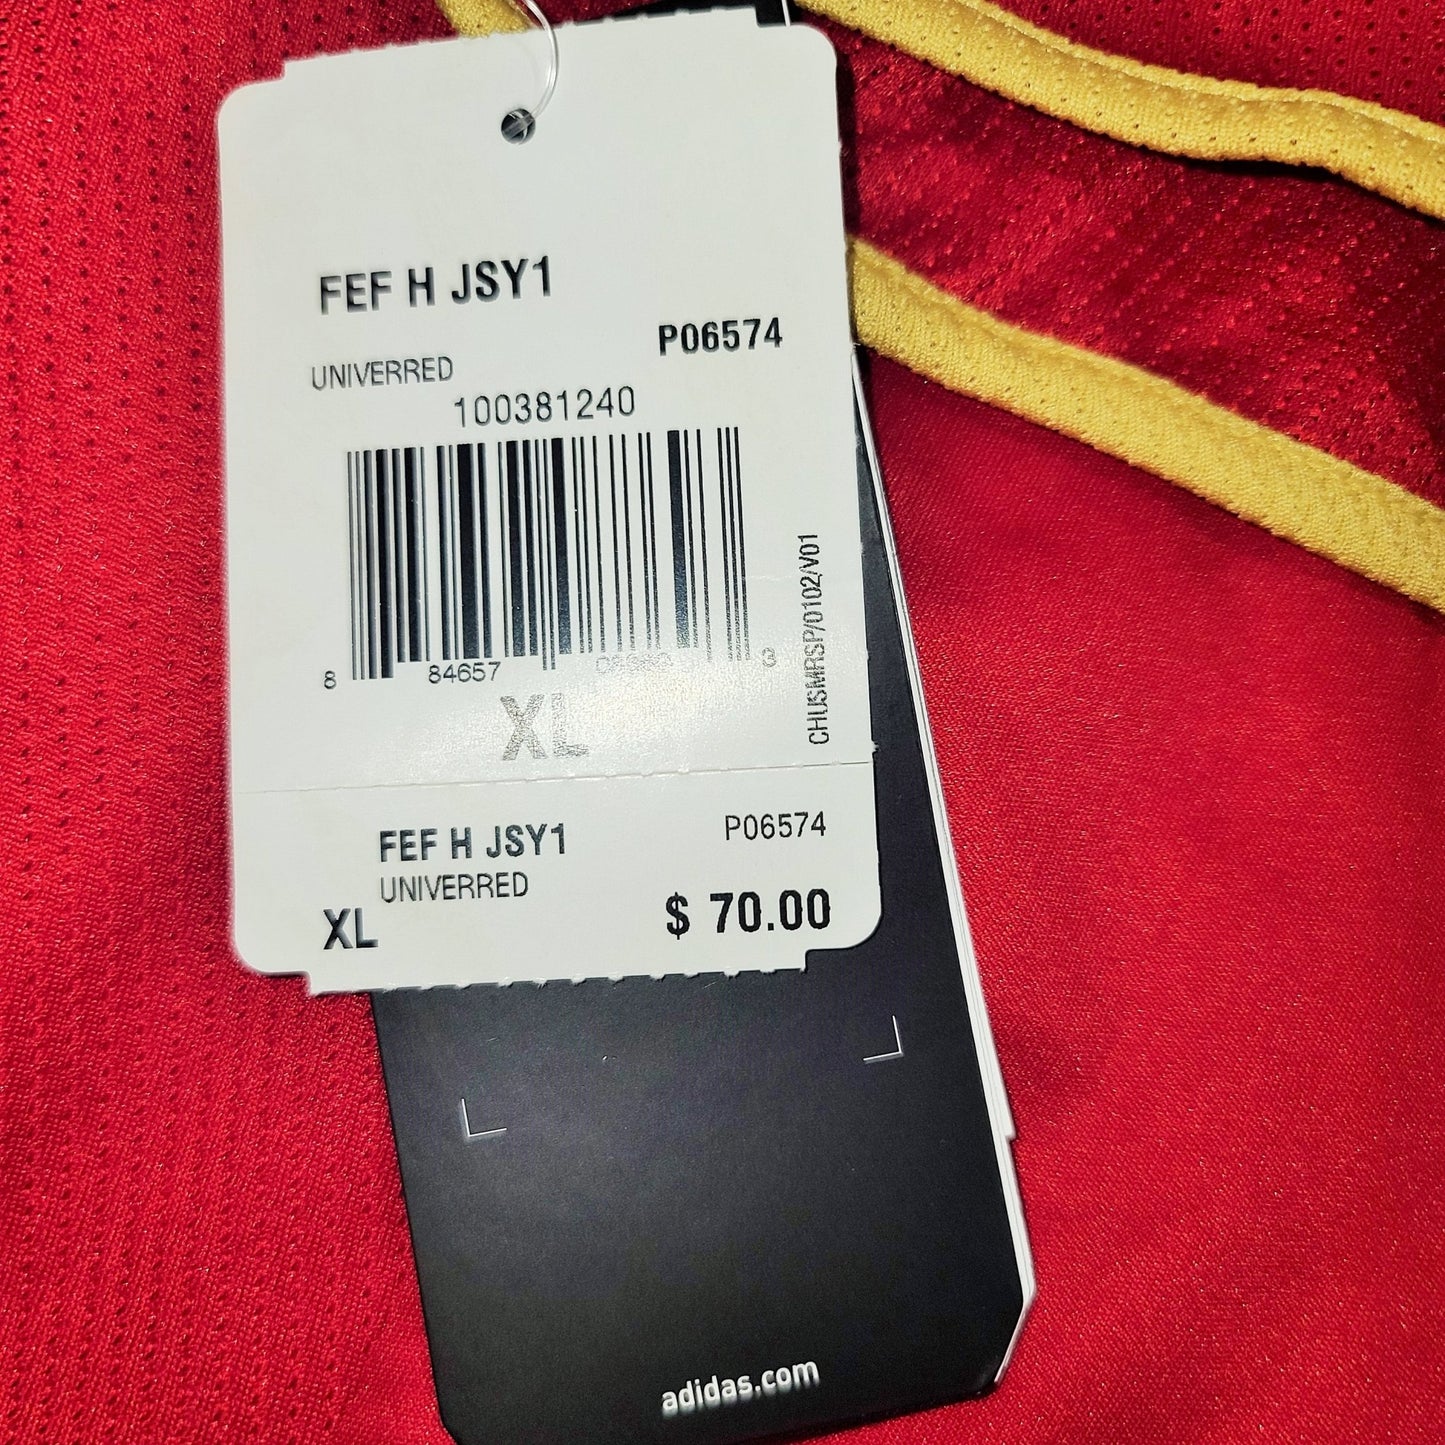 FEF H JSY1
P06574
UNIVERRED
100381240
8 84657 3
XL
CHUSMRSP/0102/V01
FEF H JSY1
P06574
UNIVERRED
XL
$ 70.00
adidas.com